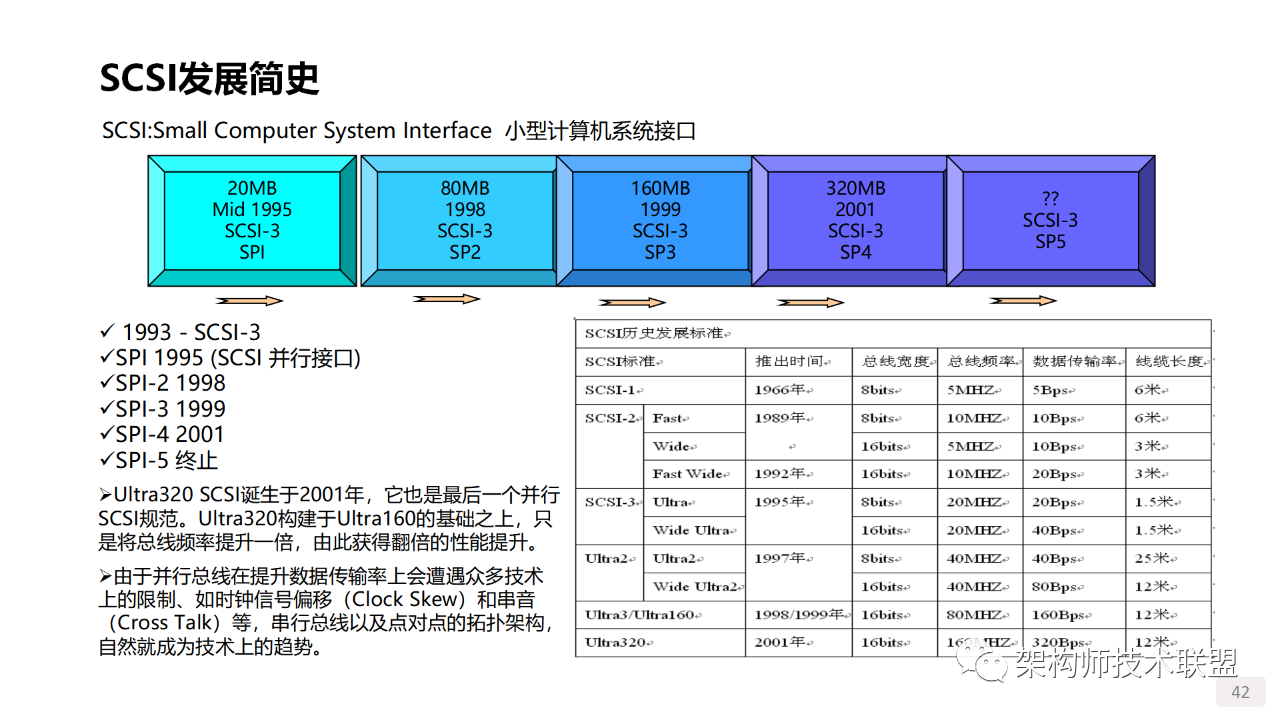 SCSI发展简史
SCSI:Small Computer System Interface 小型计算机系统接口
20MB
Mid 1995
SCSI-3
SPI
80MB
1998
SCSI-3
SP2
160MB
1999
SCSI-3
SP3
320MB
2001
SCSI-3
SP4
??
SCSI-3
SP5
✓ 1993 - SCSI-3
✓SPI 1995 (SCSI 并行接口)
✓SPI-2 1998
✓SPI-3 1999
✓SPI-4 2001
✓SPI-5 终止
➢Ultra320 SCSI诞生于2001年，它也是最后一个并行
SCSI规范。Ultra320构建于Ultra160的基础之上，只
是将总线频率提升一倍，由此获得翻倍的性能提升。
➢由于并行总线在提升数据传输率上会遭遇众多技术
上的限制、如时钟信号偏移（Clock Skew）和串音
（Cross Talk）等，串行总线以及点对点的拓扑架构，
自然就成为技术上的趋势。
SCSI历史发展标准
SCSI标准 推出时间 总线宽度 总线频率 数据传输率 线缆长度
SCSI-1 1966年 8bits 5MHZ 5Bps 6米
SCSI-2 Fast 1989年 8bits 10MHZ 10Bps 6米
Wide 16bits 5MHZ 10Bps 3米
Fast Wide 1992年 16bits 10MHZ 20Bps 3米
SCSI-3 Ultra 1995年 8bits 20MHZ 20Bps 1.5米
Wide Ultra 16bits 20MHZ 40Bps 1.5米
Ultra2 Ultra2 1997年 8bits 40MHZ 40Bps 25米
Wide Ultra2 16bits 40MHZ 80Bps 12米
Ultra3/Ultra160 1998/1999年 16bits 80MHZ 160Bps 12米
Ultra320 2001年 16bits 160MHZ 320Bps 12米
架构师技术联盟
42